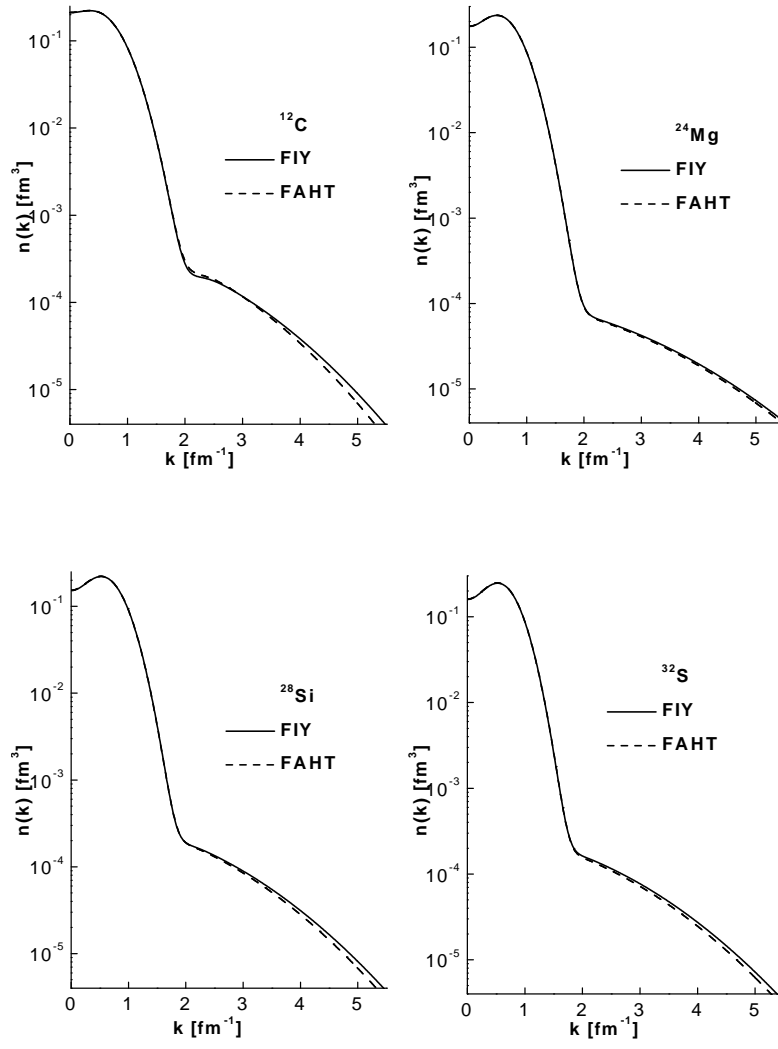 10⁻¹
10⁻²
10⁻³
10⁻⁴
10⁻⁵
n(k) [fm³]
¹²C
FIY
FAHT
0 1 2 3 4 5
k [fm⁻¹]
10⁻¹
10⁻²
10⁻³
10⁻⁴
10⁻⁵
n(k) [fm³]
²⁴Mg
FIY
FAHT
0 1 2 3 4 5
k [fm⁻¹]
10⁻¹
10⁻²
10⁻³
10⁻⁴
10⁻⁵
n(k) [fm³]
²⁸Si
FIY
FAHT
0 1 2 3 4 5
k [fm⁻¹]
10⁻¹
10⁻²
10⁻³
10⁻⁴
10⁻⁵
n(k) [fm³]
³²S
FIY
FAHT
0 1 2 3 4 5
k [fm⁻¹]